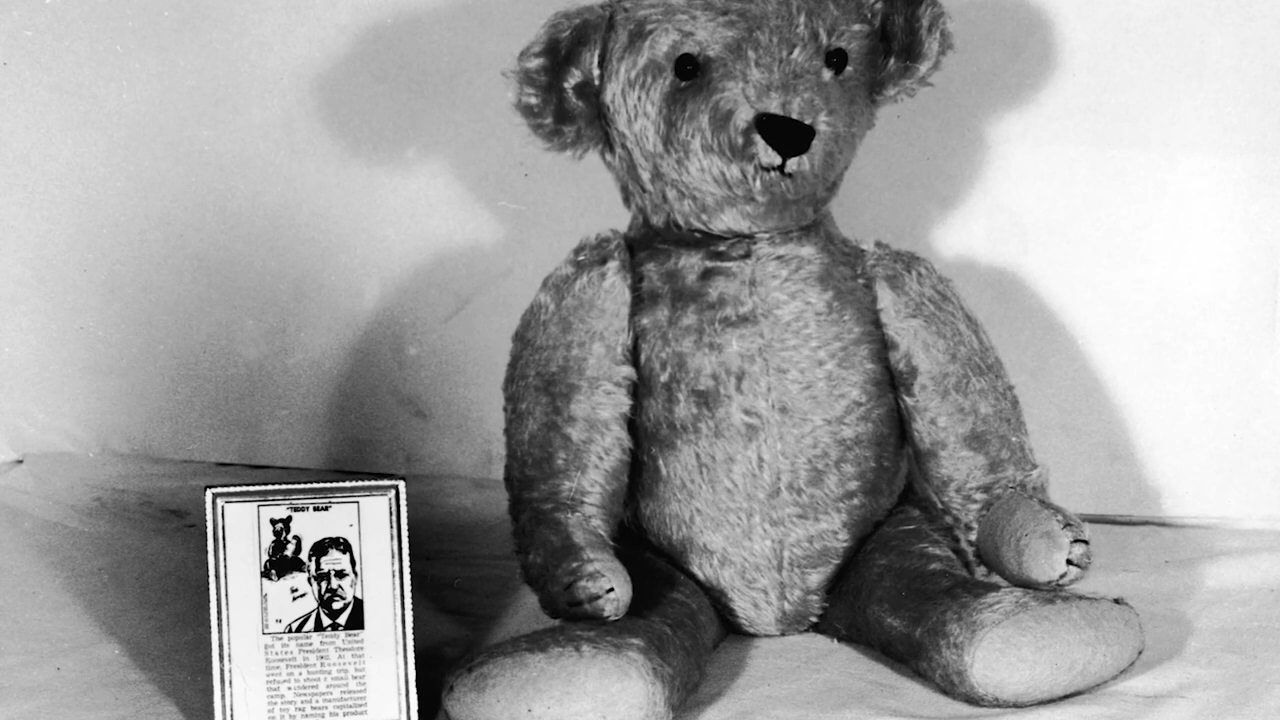 "TEDDY BEAR"
The popular "Teddy Bear"
got its name from United
States President Theodore
Roosevelt in 1902. At that
time, President Roosevelt
went on a hunting trip, but
refused to shoot a small bear
that wandered around the
camp. Newspapers released
the story and a manufacturer
of toy rag bears capitalized
on it by naming his product